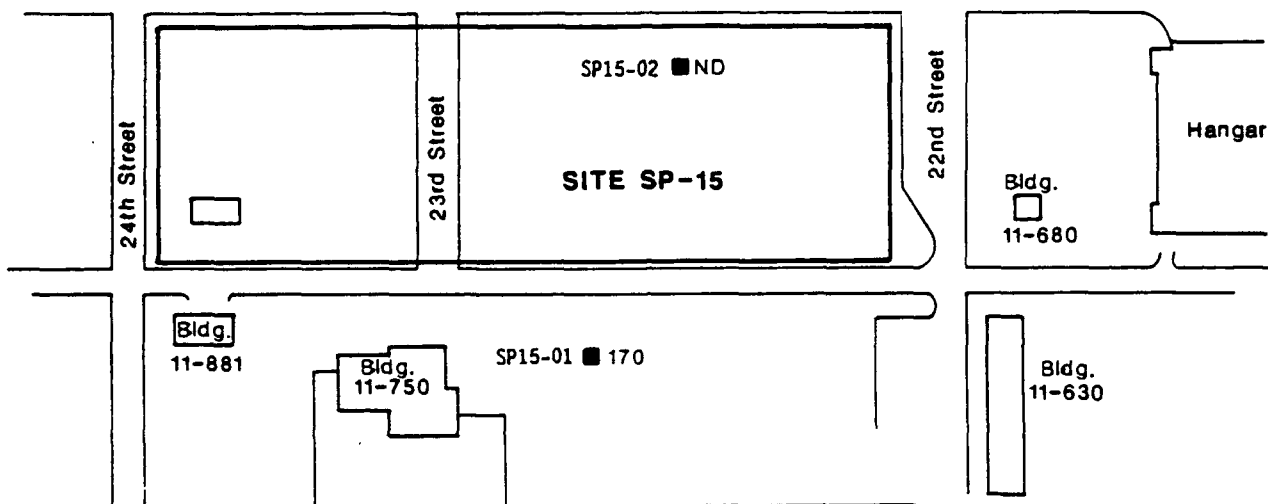 SP15-02 ■ ND
24th Street
23rd Street
22nd Street
Hangar
SITE SP-15
Bldg.
11-680
Bldg.
11-881
Bldg.
11-750
SP15-01 ■ 170
Bldg.
11-630